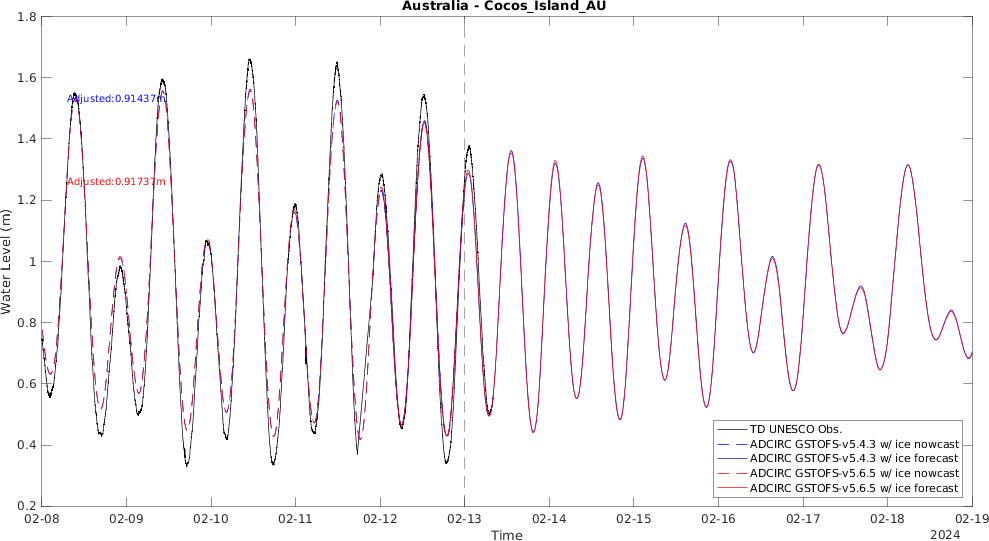 Australia - Cocos_Island_AU
Water Level (m)
1.8
1.6
1.4
1.2
1
0.8
0.6
0.4
0.2
Adjusted:0.91437m
Adjusted:0.91737m
TD UNESCO Obs.
ADCIRC GSTOFS-v5.4.3 w/ ice nowcast
ADCIRC GSTOFS-v5.4.3 w/ ice forecast
ADCIRC GSTOFS-v5.6.5 w/ ice nowcast
ADCIRC GSTOFS-v5.6.5 w/ ice forecast
02-08 02-09 02-10 02-11 02-12 02-13 02-14 02-15 02-16 02-17 02-18 02-19
Time
2024